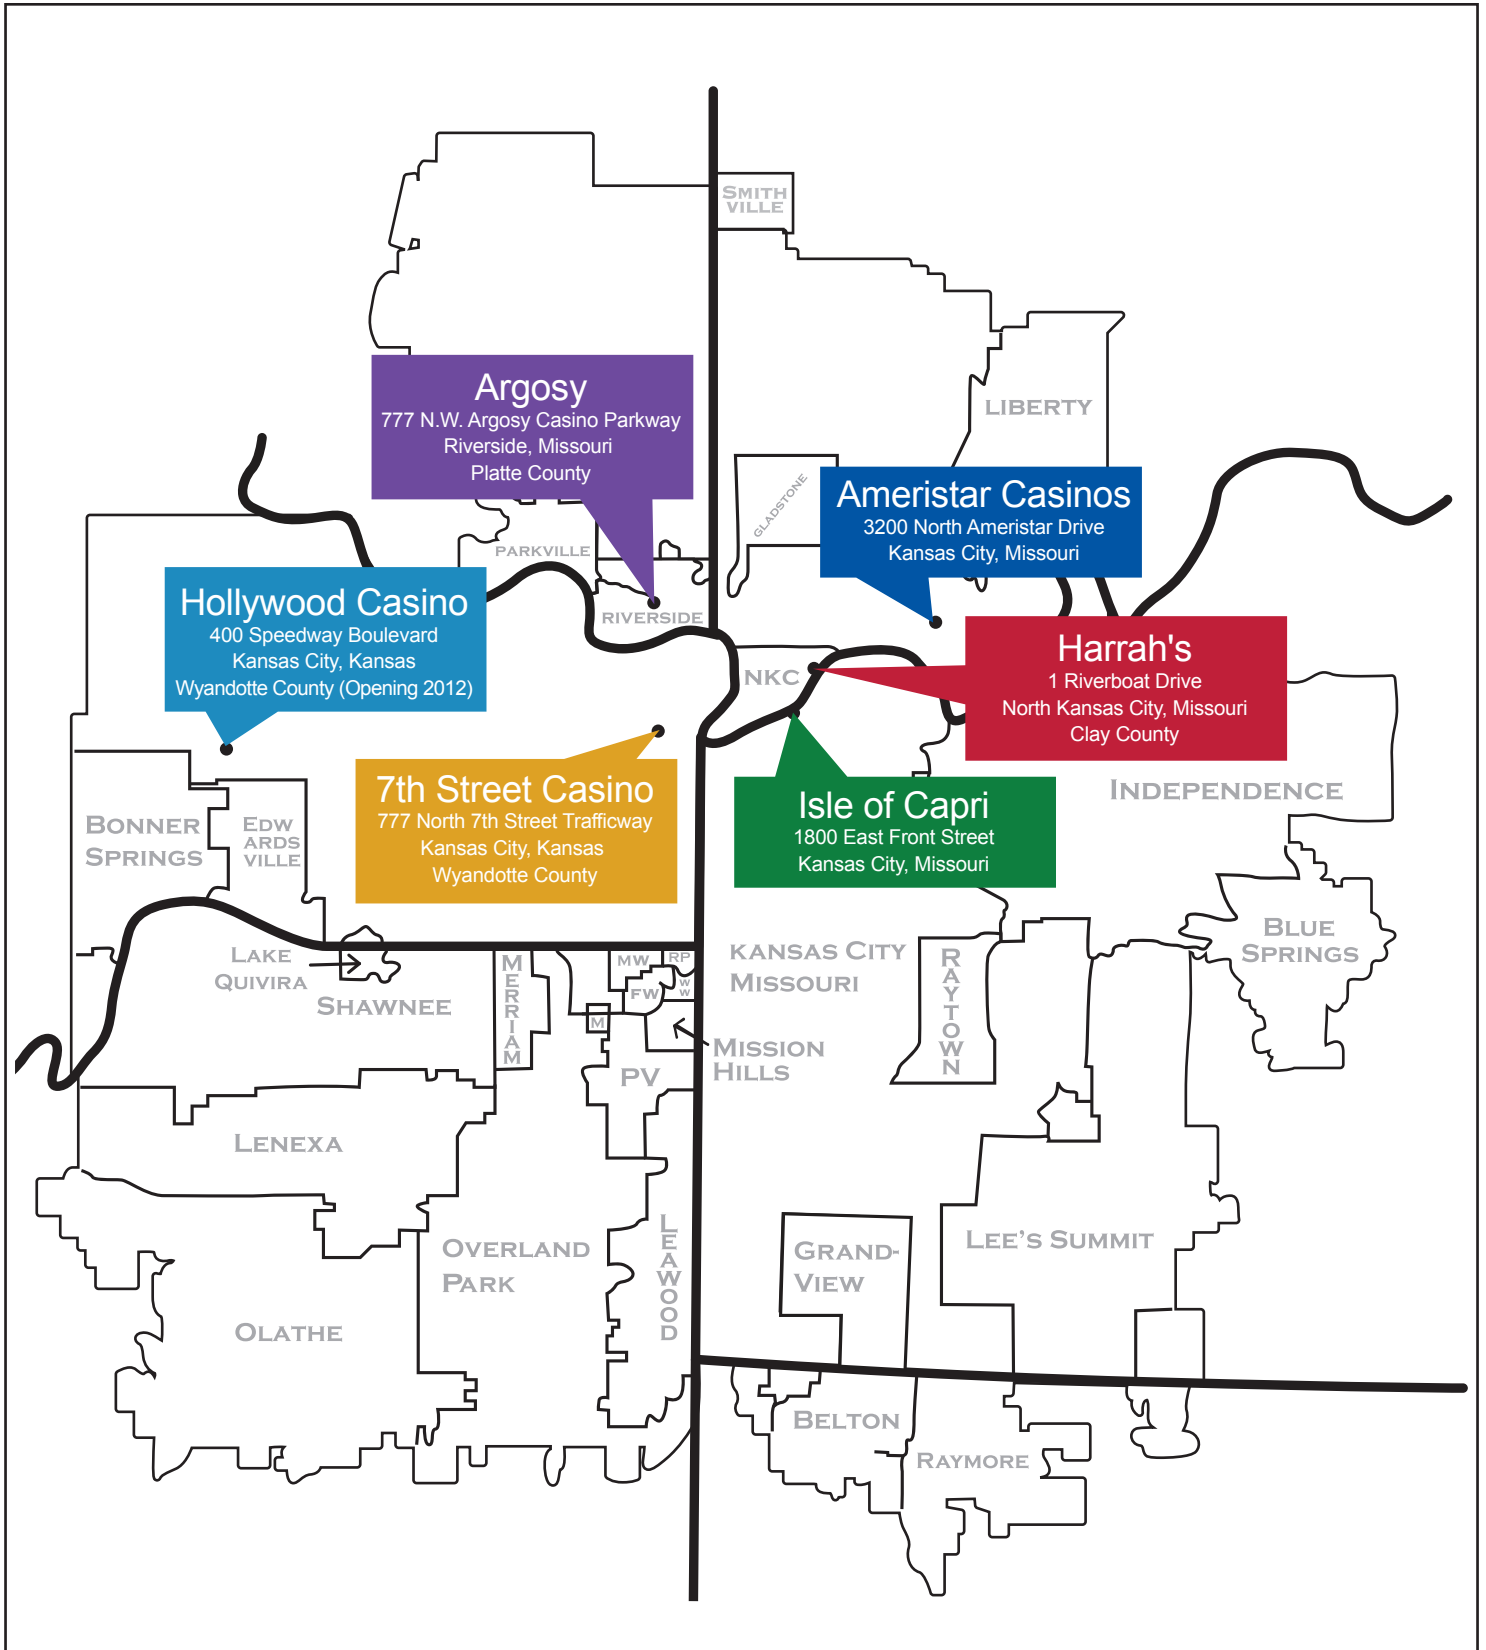 SMITH
VILLE
LIBERTY
Argosy
777 N.W. Argosy Casino Parkway
Riverside, Missouri
Platte County
GLADSTONE
Ameristar Casinos
3200 North Ameristar Drive
Kansas City, Missouri
PARKVILLE
RIVERSIDE
Hollywood Casino
400 Speedway Boulevard
Kansas City, Kansas
Wyandotte County (Opening 2012)
NKC
Harrah's
1 Riverboat Drive
North Kansas City, Missouri
Clay County
7th Street Casino
777 North 7th Street Trafficway
Kansas City, Kansas
Wyandotte County
Isle of Capri
1800 East Front Street
Kansas City, Missouri
INDEPENDENCE
BONNER
SPRINGS
EDW
ARDS
VILLE
BLUE
SPRINGS
LAKE
QUIVIRA
SHAWNEE
MERRIAM
MW
RP
WW
FW
M
KANSAS CITY
MISSOURI
RAYTOWN
MISSION
HILLS
PV
LENEXA
OVERLAND
PARK
LEAWOOD
GRAND-
VIEW
LEE'S SUMMIT
OLATHE
BELTON
RAYMORE